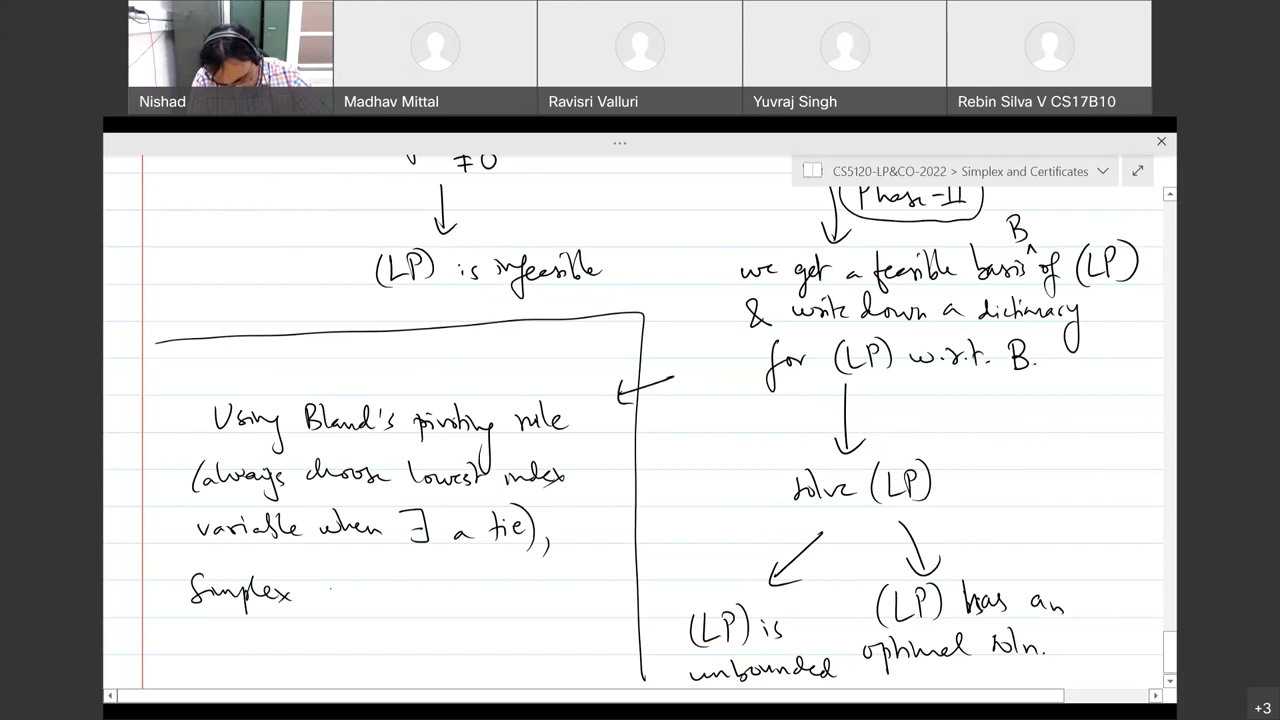 Nishad
Madhav Mittal
Ravisri Valluri
Yuvraj Singh
Rebin Silva V CS17B10
CS5120-LP&CO-2022 > Simplex and Certificates
≠0
Phase-II
(LP) is infeasible
we get a feasible basis B of (LP)
& write down a dictionary
for (LP) w.r.t. B.
Using Bland's pivoting rule
(always choose lowest index
variable when ∃ a tie),
Simplex
solve (LP)
(LP) is
unbounded
(LP) has an
optimal soln.
+3